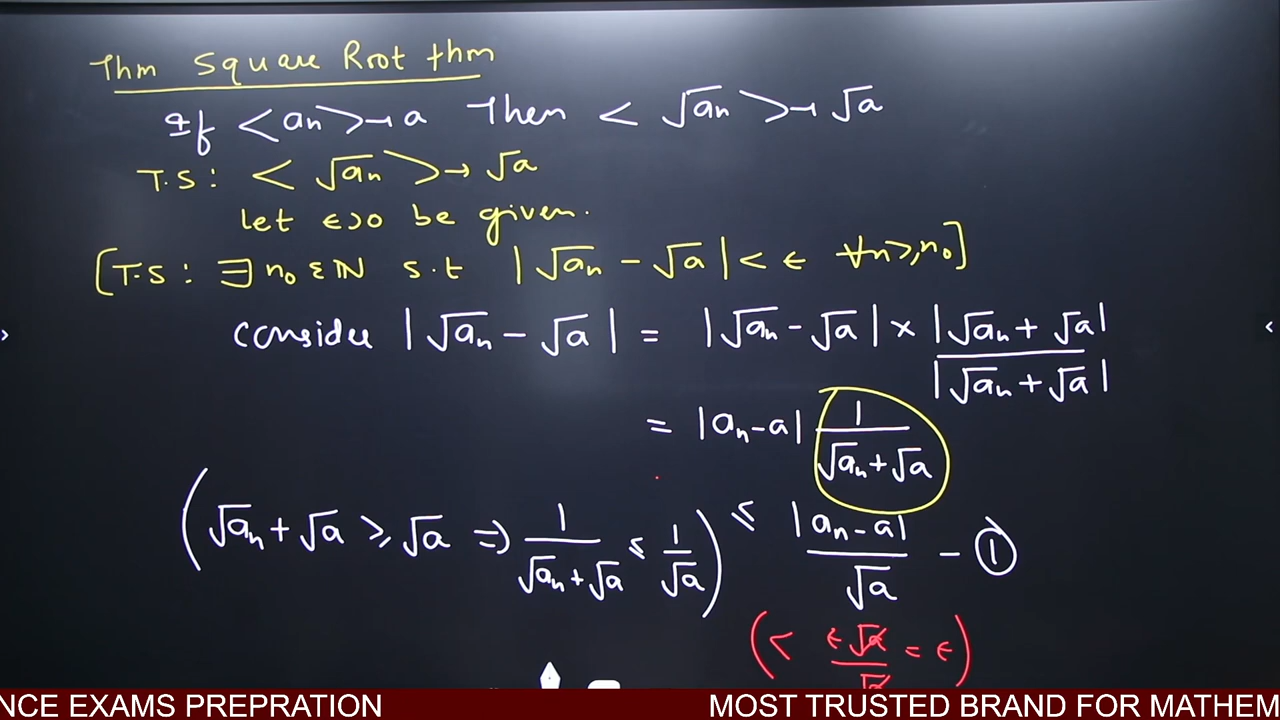 Thm Square Root thm
If <an> → a Then < √an > → √a
T.S: < √an > → √a
Let ϵ>0 be given.
[T.S: ∃ n₀ ∈ IN s.t |√an - √a| < ϵ ∀n≥n₀]
consider |√an - √a| = |√an - √a| × |√an + √a| / |√an + √a|
= |an - a| 1 / √an + √a
(√an + √a ≥ √a ⇒ 1 / √an + √a ≤ 1 / √a) ≤ |an - a| / √a - ①
(< ϵ√a / √a = ϵ)
NCE EXAMS PREPRATION MOST TRUSTED BRAND FOR MATHEM